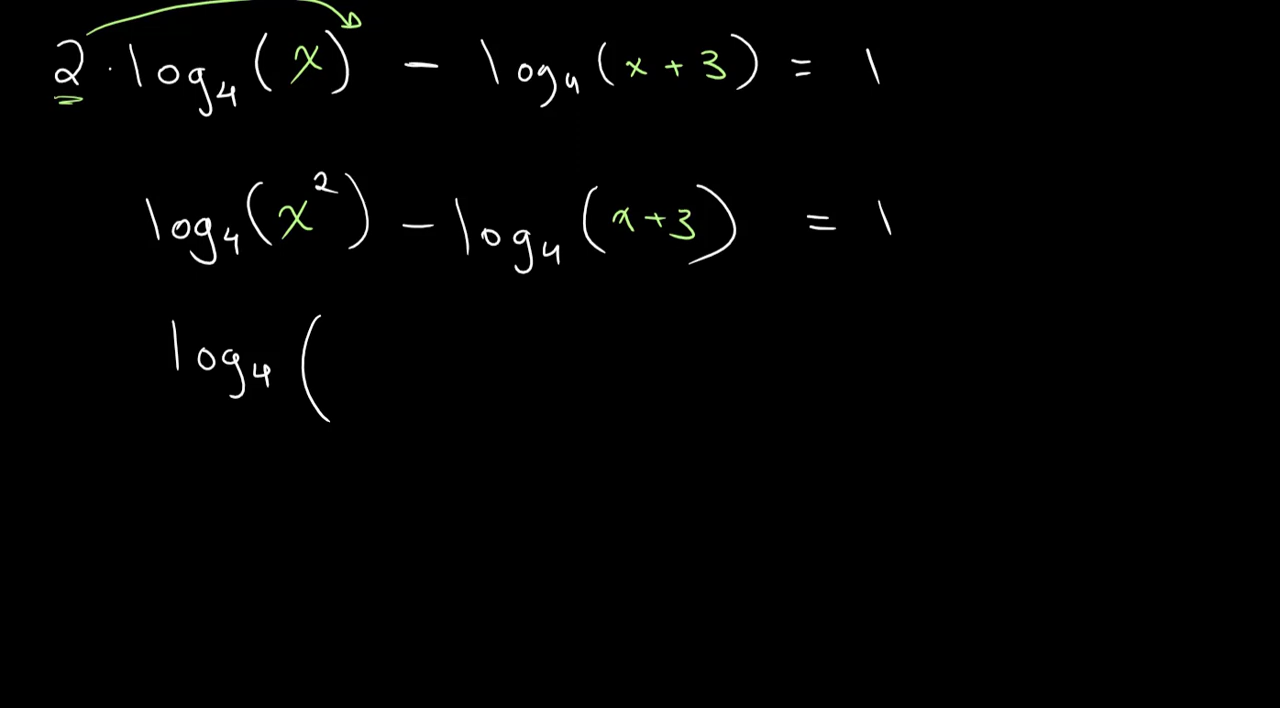 2 · log₄(x) - log₄(x + 3) = 1
log₄(x²) - log₄(x+3) = 1
log₄(